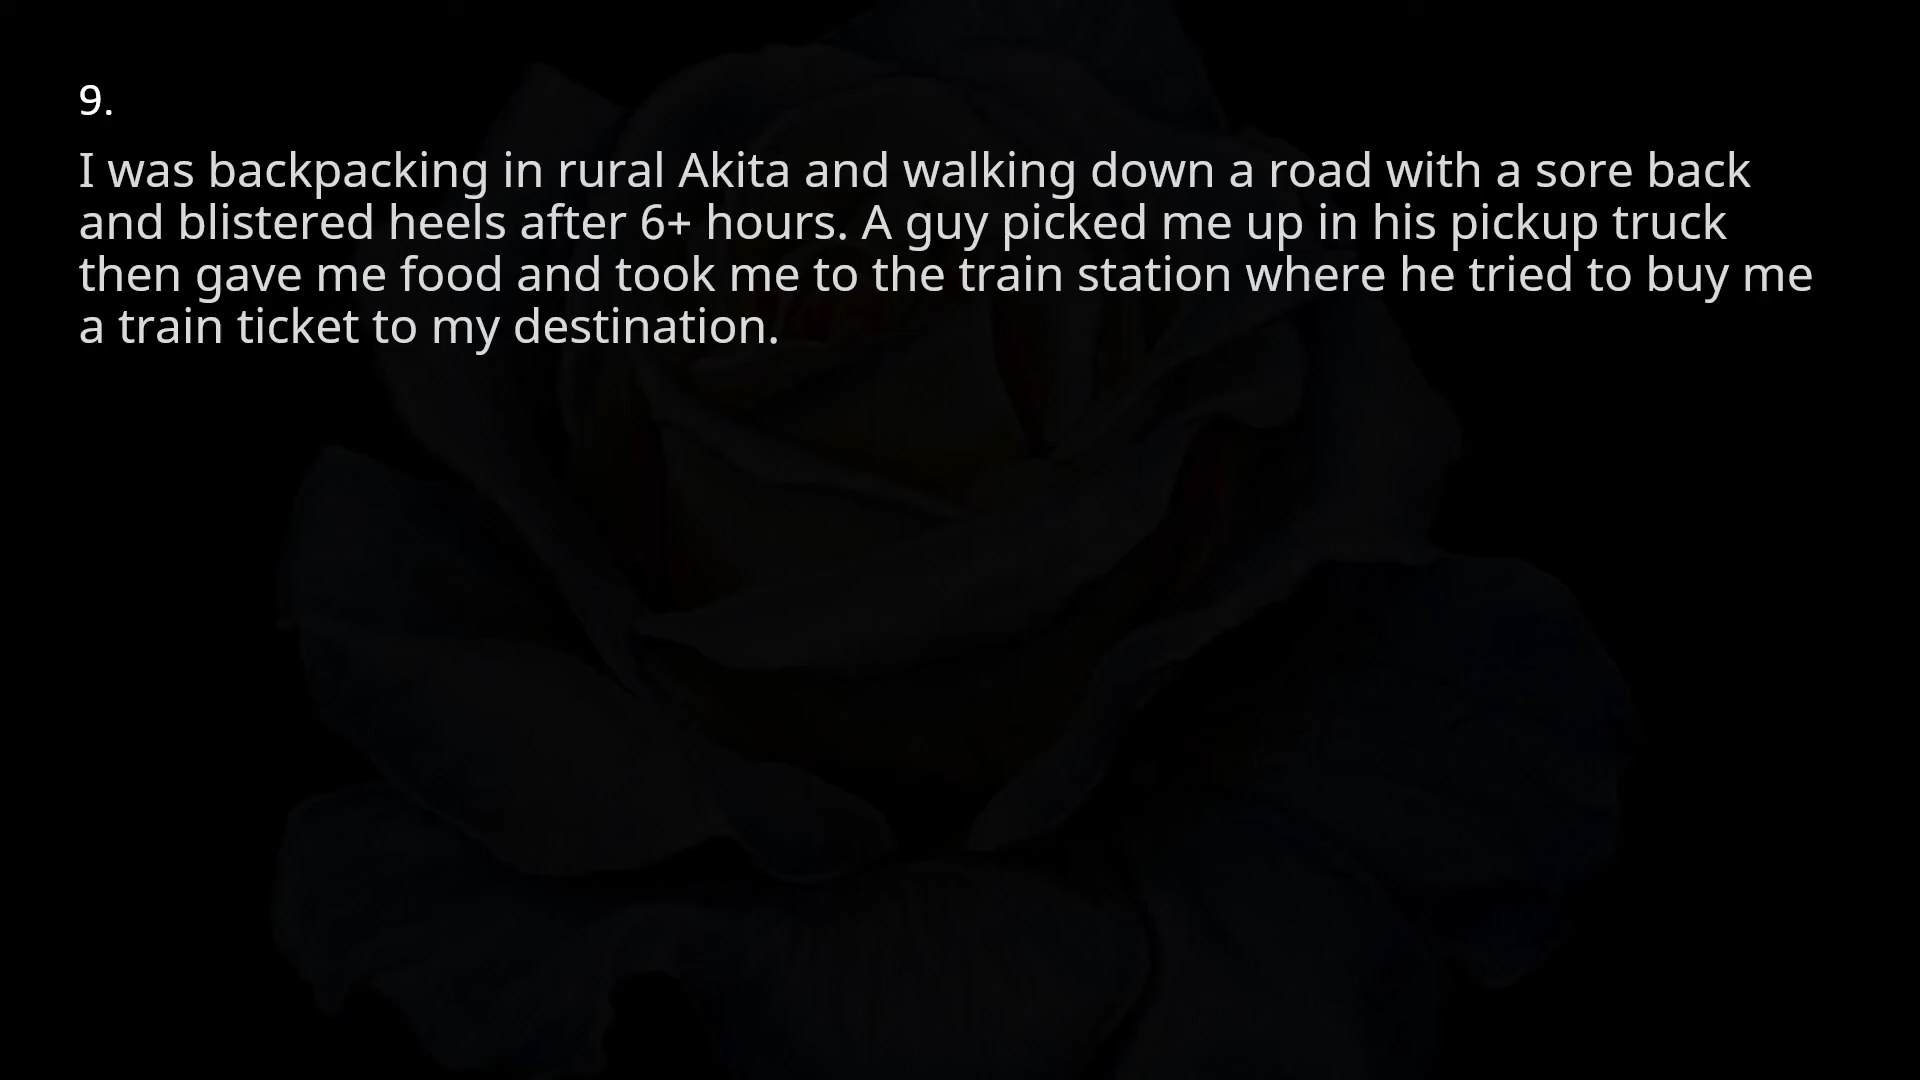 9.
I was backpacking in rural Akita and walking down a road with a sore back
and blistered heels after 6+ hours. A guy picked me up in his pickup truck
then gave me food and took me to the train station where he tried to buy me
a train ticket to my destination.